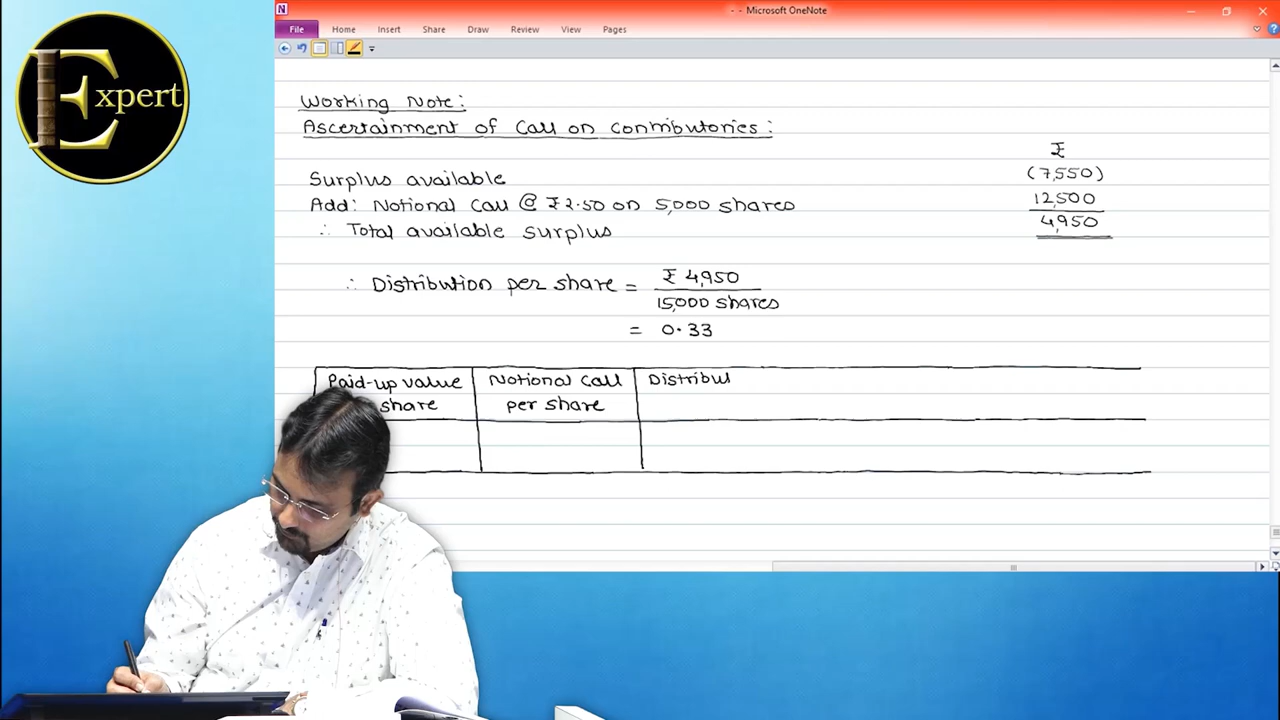 Expert
- - Microsoft OneNote
File Home Insert Share Draw Review View Pages
Working Note:
Ascertainment of Call on Contributories:
₹
Surplus available (7,550)
Add: Notional Call @ ₹2.50 on 5,000 shares 12,500
∴ Total available surplus 4,950
∴ Distribution per share = ₹ 4,950
15,000 shares
= 0.33
Paid-up value Notional Call Distribut
share per share